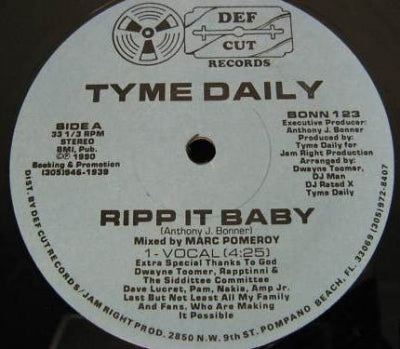 DEF
CUT
RECORDS
TYME DAILY
SIDE A
33 1/3 RPM
STEREO
BMI, Pub.
©℗ 1990
Booking & Promotion
(305)946-1939
BONN 123
Executive Producer:
Anthony J. Bonner
Produced by:
Tyme Daily for
Jam Right Production
Arranged by:
Dwayne Toomer,
DJ Man
DJ Rated X
Tyme Daily
RIPP IT BABY
(Anthony J. Bonner)
Mixed by MARC POMEROY
1-VOCAL (4:25)
Extra Special Thanks To God
Dwayne Toomer, Rapptinni &
The Siddittee Committee
Dave Lucret, Pam, Nakia, Amp Jr.
Last But Not Least All My Family
And Fans. Who Are Making
It Possible
DIST. BY DEF CUT RECORDS/JAM RIGHT PROD. 2850 N.W. 9th ST. POMPANO BEACH, FL. 33069 (305)972-8407